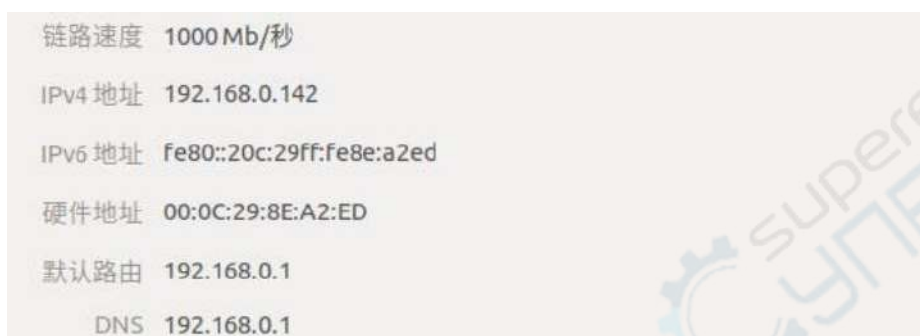 链路速度 1000 Mb/秒
IPv4 地址 192.168.0.142
IPv6 地址 fe80::20c:29ff:fe8e:a2ed
硬件地址 00:0C:29:8E:A2:ED
默认路由 192.168.0.1
DNS 192.168.0.1